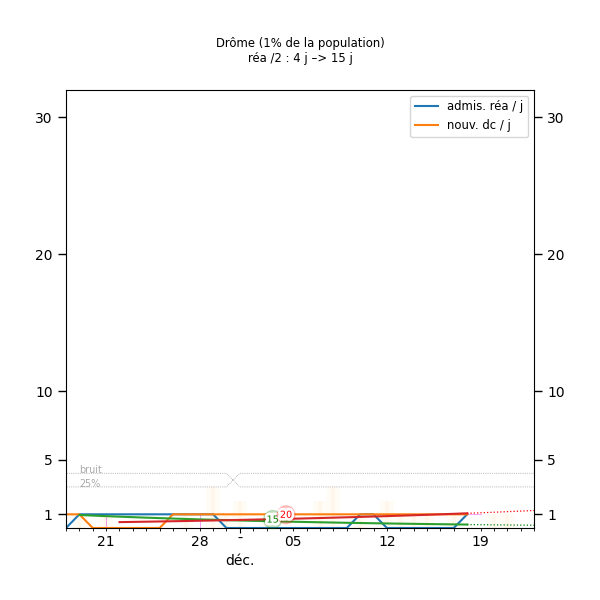 Drôme (1% de la population)
réa /2 : 4 j –> 15 j
admis. réa / j
nouv. dc / j
30 30
20 20
10 10
5 5
bruit
25%
15 20
1 1
21 28 - 05 12 19
déc.